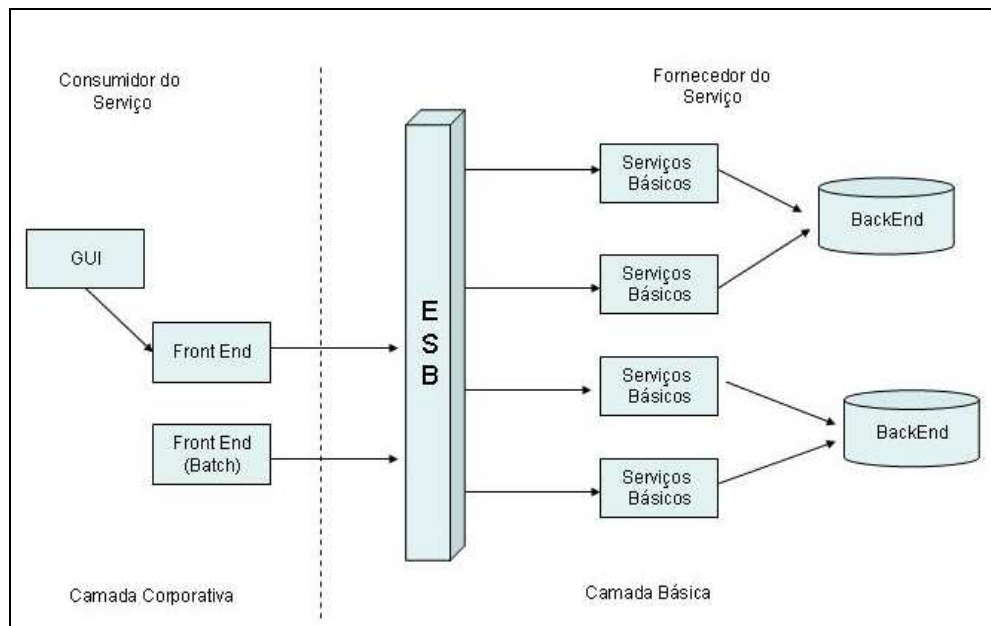 Consumidor do
Serviço
Fornecedor do
Serviço
Serviços
Básicos
BackEnd
GUI
Serviços
Básicos
E
S
B
Front End
Serviços
Básicos
BackEnd
Front End
(Batch)
Serviços
Básicos
Camada Corporativa
Camada Básica